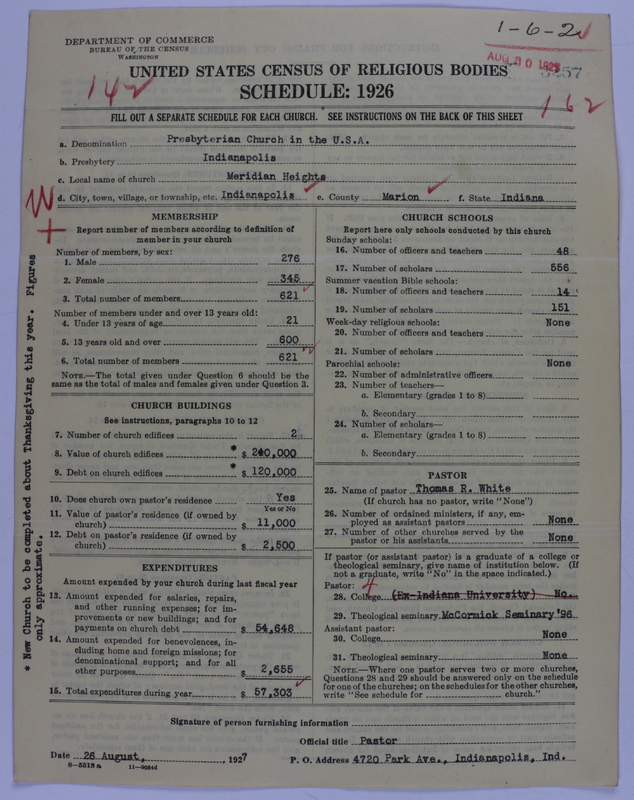 1-6-2
DEPARTMENT OF COMMERCE
BUREAU OF THE CENSUS
WASHINGTON
AUG 30 1927
142
UNITED STATES CENSUS OF RELIGIOUS BODIES
SCHEDULE: 1926
162
FILL OUT A SEPARATE SCHEDULE FOR EACH CHURCH. SEE INSTRUCTIONS ON THE BACK OF THIS SHEET
a. Denomination Presbyterian Church in the U.S.A.
b. Presbytery Indianapolis
c. Local name of church Meridian Heights
d. City, town, village, or township, etc. Indianapolis e. County Marion f. State Indiana
MEMBERSHIP
Report number of members according to definition of
member in your church
Number of members, by sex:
1. Male 276
2. Female 345
3. Total number of members 621
Number of members under and over 13 years old:
4. Under 13 years of age 21
5. 13 years old and over 600
6. Total number of members 621
NOTE.—The total given under Question 6 should be the
same as the total of males and females given under Question 3.
CHURCH BUILDINGS
See instructions, paragraphs 10 to 12
7. Number of church edifices 2
8. Value of church edifices * $ 240,000
9. Debt on church edifices * $ 120,000
10. Does church own pastor's residence Yes
Yes or No
11. Value of pastor's residence (if owned by
church) $ 11,000
12. Debt on pastor's residence (if owned by
church) $ 2,500
EXPENDITURES
Amount expended by your church during last fiscal year
13. Amount expended for salaries, repairs,
and other running expenses; for im-
provements or new buildings; and for
payments on church debt $ 54,648
14. Amount expended for benevolences, in-
cluding home and foreign missions; for
denominational support; and for all
other purposes $ 2,655
15. Total expenditures during year $ 57,303
CHURCH SCHOOLS
Report here only schools conducted by this church
Sunday schools:
16. Number of officers and teachers 48
17. Number of scholars 556
Summer vacation Bible schools:
18. Number of officers and teachers 14
19. Number of scholars 151
Week-day religious schools: None
20. Number of officers and teachers
21. Number of scholars
Parochial schools: None
22. Number of administrative officers
23. Number of teachers—
a. Elementary (grades 1 to 8)
b. Secondary
24. Number of scholars—
a. Elementary (grades 1 to 8)
b. Secondary
PASTOR
25. Name of pastor Thomas R. White
(If church has no pastor, write "None")
26. Number of ordained ministers, if any, em-
ployed as assistant pastors None
27. Number of other churches served by the
pastor or his assistants None
If pastor (or assistant pastor) is a graduate of a college or
theological seminary, give name of institution below. (If
not a graduate, write "No" in the space indicated.)
Pastor:
28. College (Ex-Indiana University) No.
29. Theological seminary McCormick Seminary '96
Assistant pastor:
30. College None
31. Theological seminary None
NOTE.—Where one pastor serves two or more churches,
Questions 28 and 29 should be answered only on the schedule
for one of the churches; on the schedules for the other churches,
write "See schedule for church."
* New Church to be completed about Thanksgiving this year. Figures
only approximate.
Signature of person furnishing information
Official title Pastor
Date 26 August, 1927
P. O. Address 4720 Park Ave., Indianapolis, Ind.
8-5518a 11-9034d